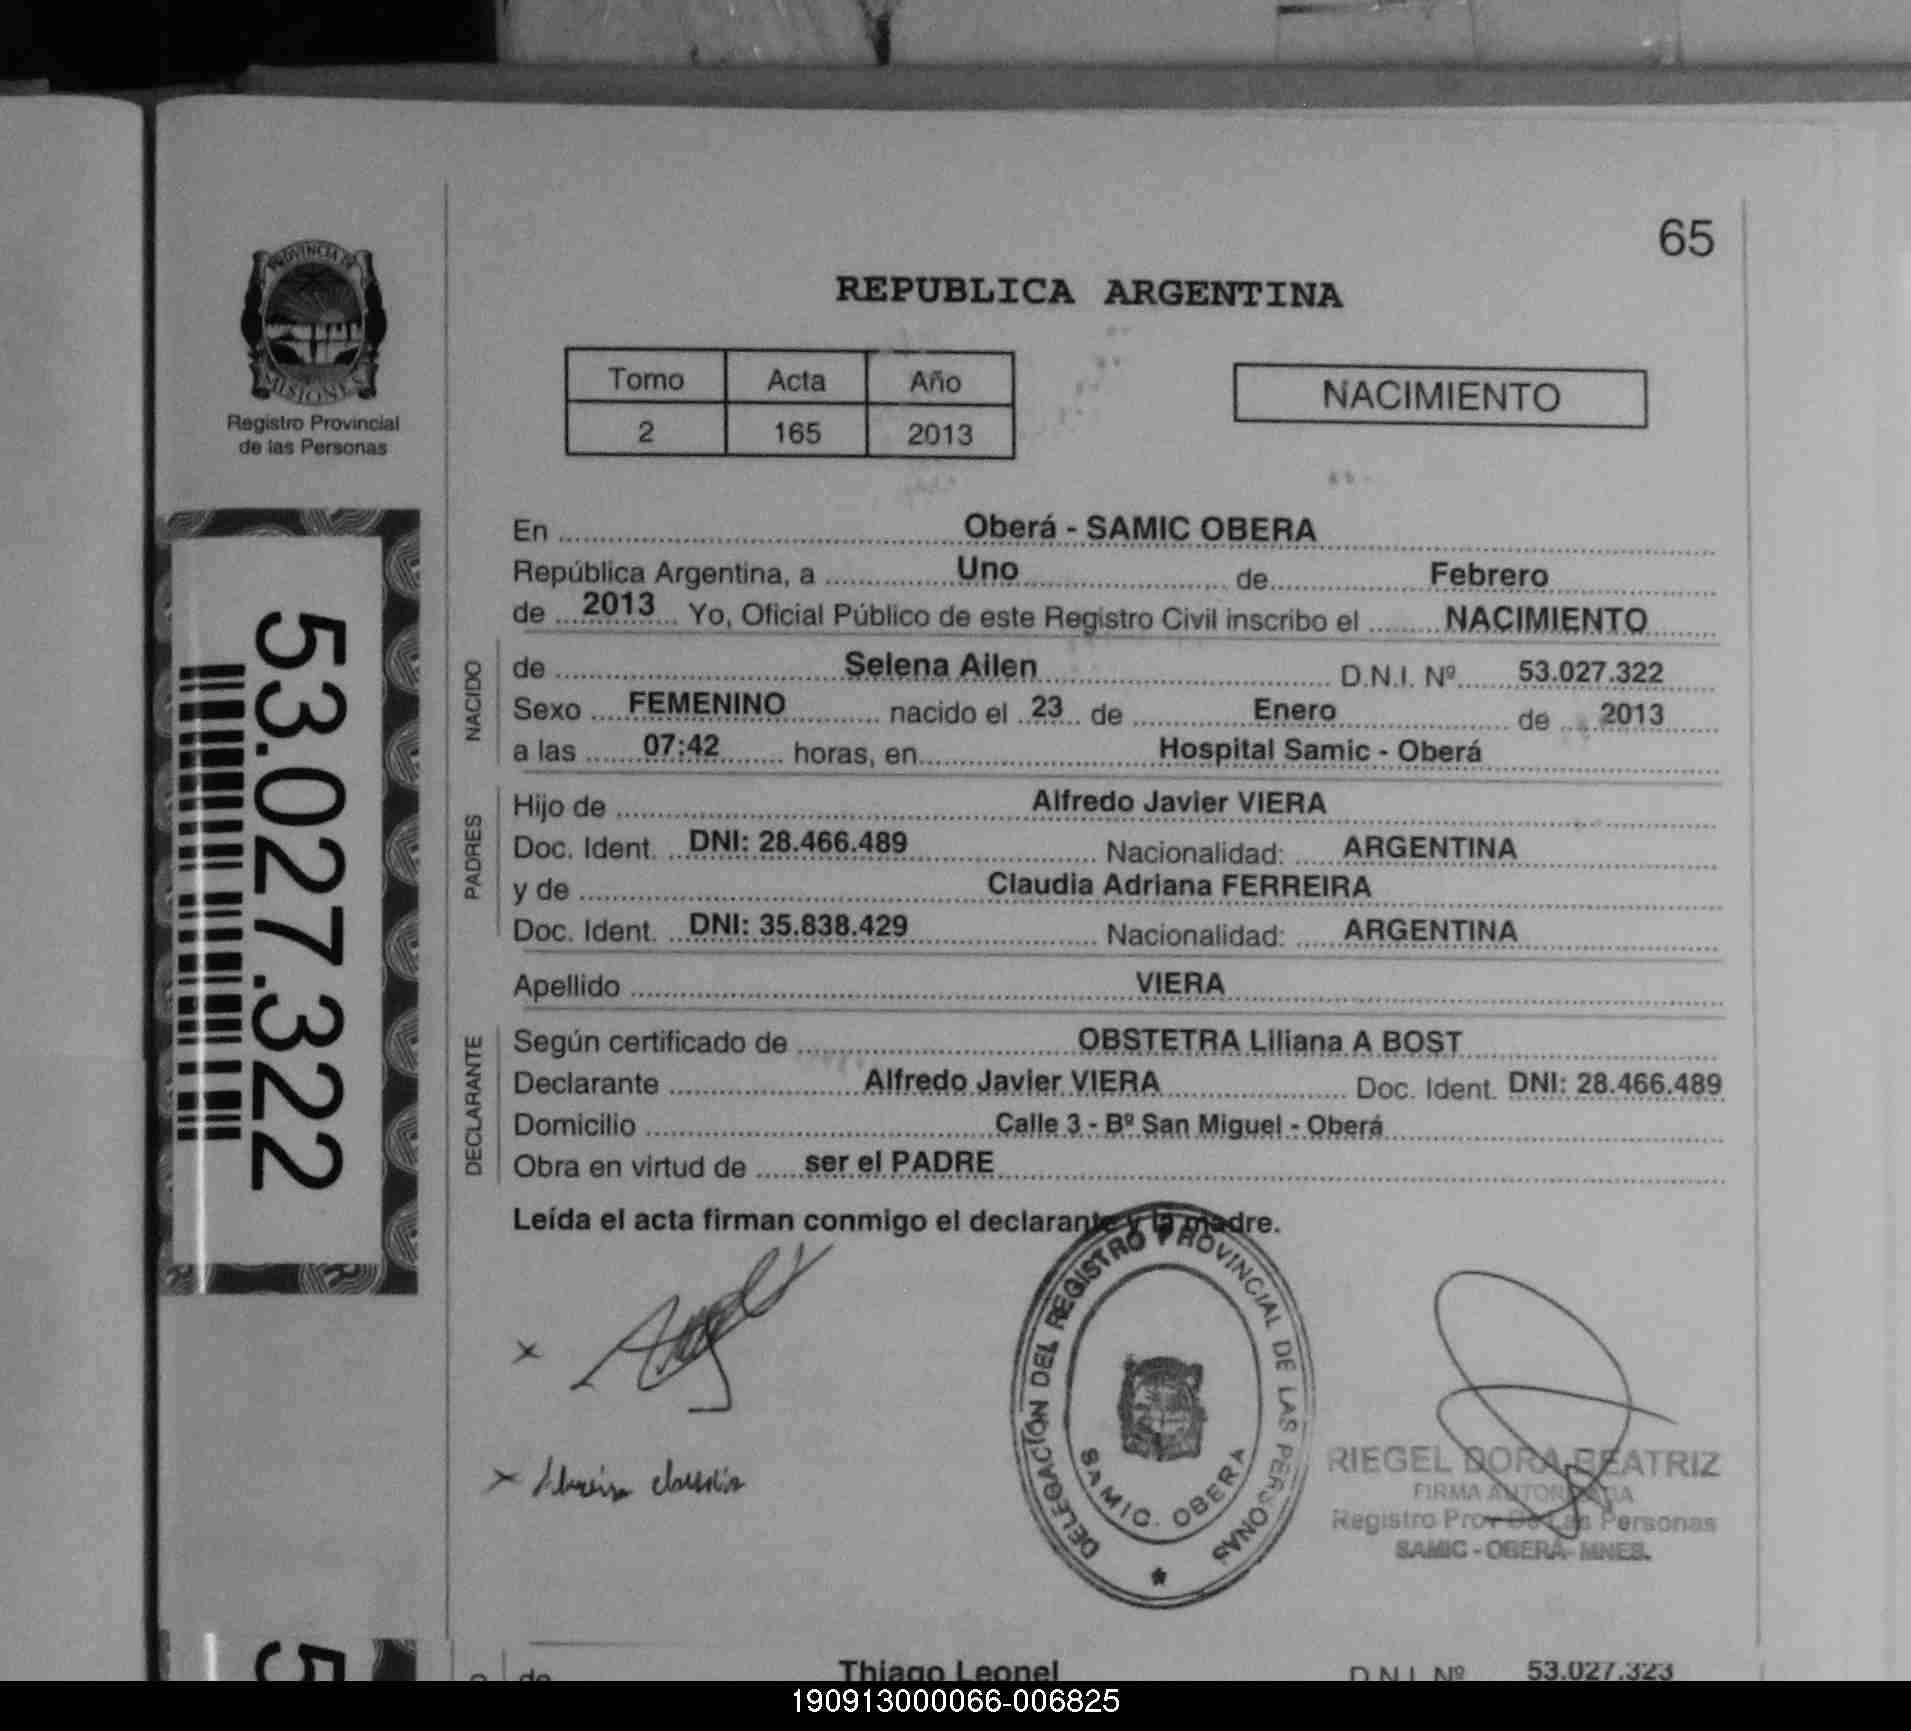 65
PROVINCIA DE
MISIONES
Registro Provincial
de las Personas
REPUBLICA ARGENTINA
Tomo Acta Año
2 165 2013
NACIMIENTO
53.027.322
En Oberá - SAMIC OBERA
República Argentina, a Uno de Febrero
de 2013 Yo, Oficial Público de este Registro Civil inscribo el NACIMIENTO
NACIDO
de Selena Ailen D.N.I. Nº 53.027.322
Sexo FEMENINO nacido el 23 de Enero de 2013
a las 07:42 horas, en Hospital Samic - Oberá
PADRES
Hijo de Alfredo Javier VIERA
Doc. Ident. DNI: 28.466.489 Nacionalidad: ARGENTINA
y de Claudia Adriana FERREIRA
Doc. Ident. DNI: 35.838.429 Nacionalidad: ARGENTINA
Apellido VIERA
DECLARANTE
Según certificado de OBSTETRA Liliana A BOST
Declarante Alfredo Javier VIERA Doc. Ident. DNI: 28.466.489
Domicilio Calle 3 - Bº San Miguel - Oberá
Obra en virtud de ser el PADRE
Leída el acta firman conmigo el declarante y la madre.
DELEGACIÓN DEL REGISTRO PROVINCIAL DE LAS PERSONAS
SAMIC. OBERA
RIEGEL DORA BEATRIZ
FIRMA AUTORIZADA
Registro Prov De Las Personas
SAMIC - OBERA- MNES.
de Thiago Leonel D.N.I. Nº 53.027.323
5
190913000066-006825